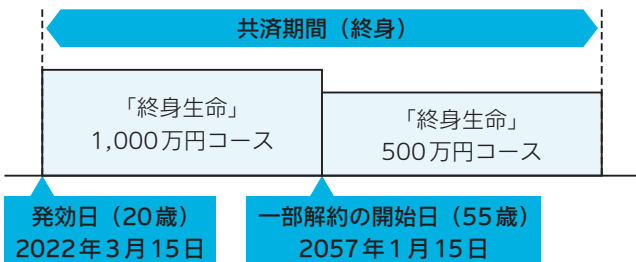 共済期間（終身）
「終身生命」
1,000万円コース
「終身生命」
500万円コース
発効日（20歳）
2022年3月15日
一部解約の開始日（55歳）
2057年1月15日